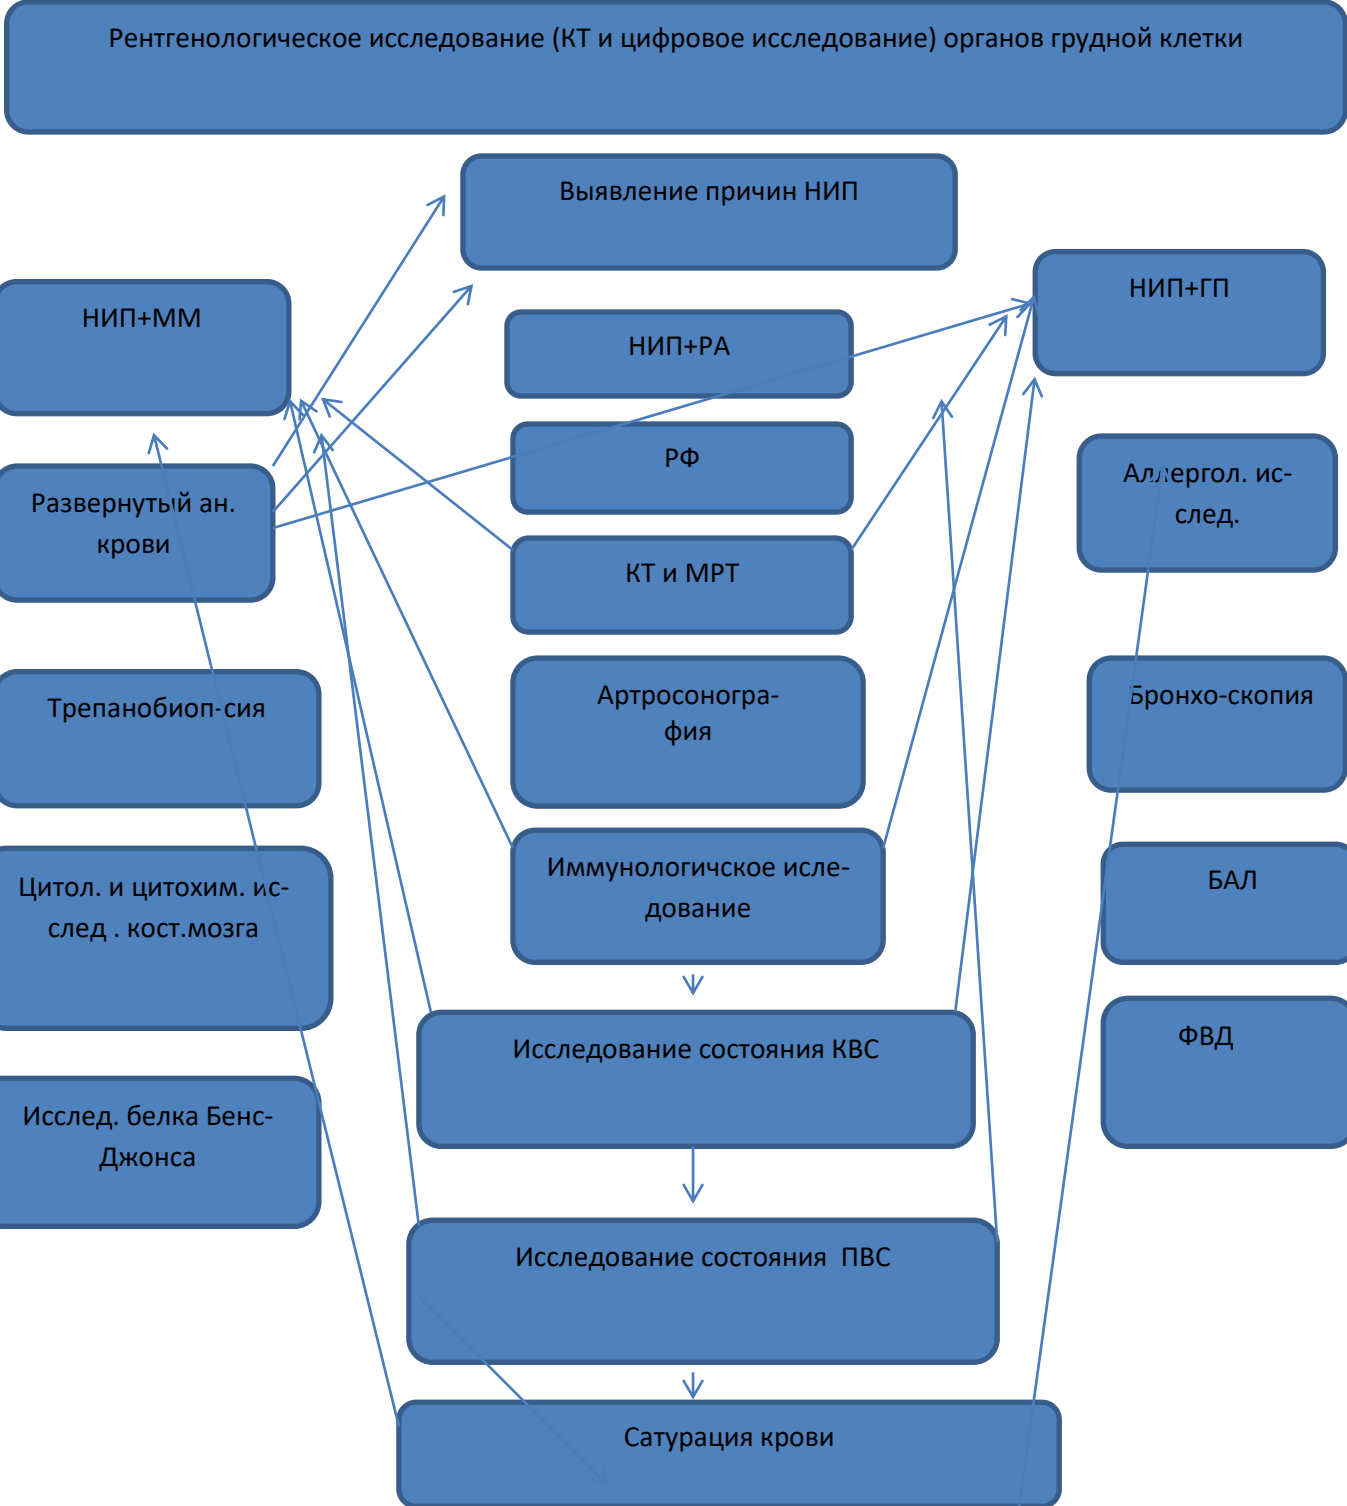 Рентгенологическое исследование (КТ и цифровое исследование) органов грудной клетки
Выявление причин НИП
НИП+ММ
НИП+РА
НИП+ГП
РФ
Развернутый ан.
крови
КТ и МРТ
Аллергол. ис-
след.
Трепанобиоп-сия
Артросоногра-
фия
Бронхо-скопия
Цитол. и цитохим. ис-
след . кост.мозга
Иммунологичское исле-
дование
БАЛ
Исследование состояния КВС
ФВД
Исслед. белка Бенс-
Джонса
Исследование состояния  ПВС
Сатурация крови